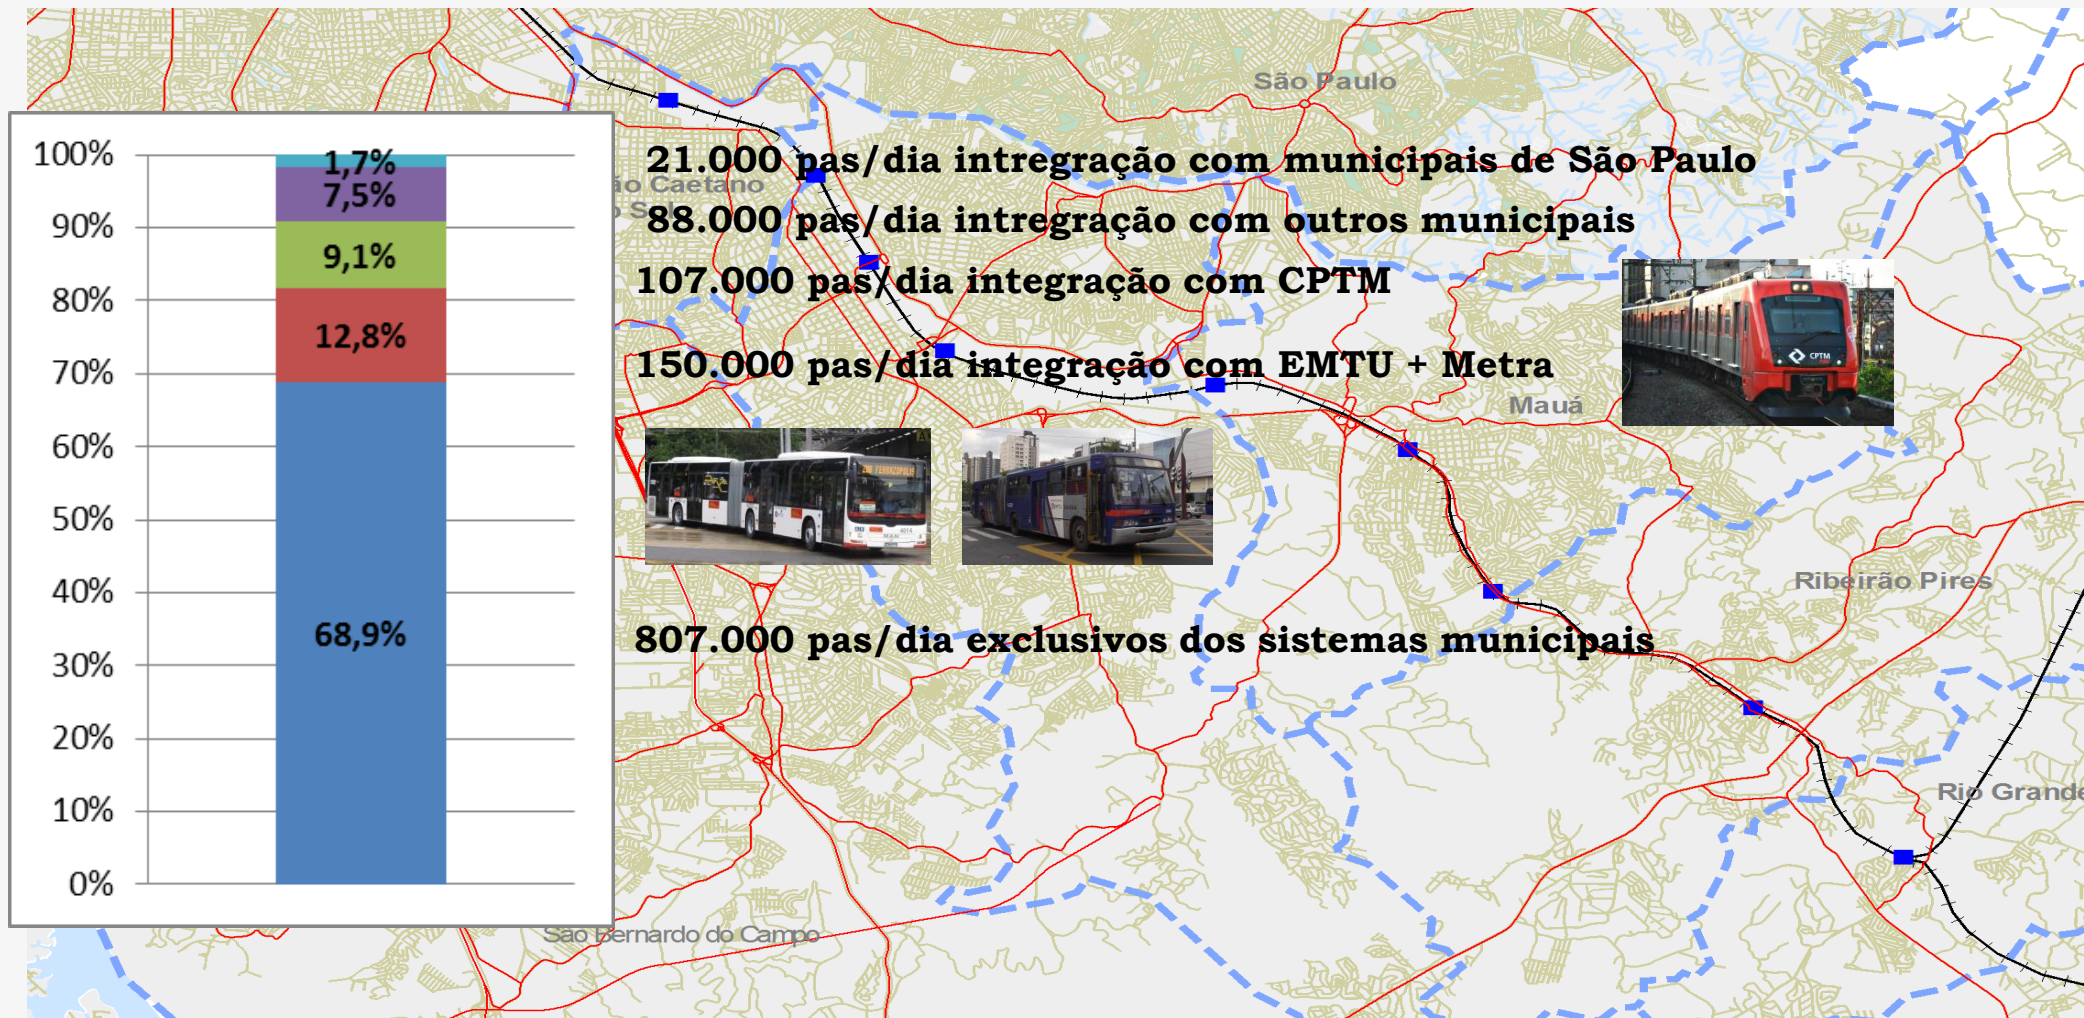 São Paulo
100%
1,7%
7,5%
90%
9,1%
80%
12,8%
70%
60%
50%
40%
68,9%
30%
20%
10%
0%
21.000 pas/dia intregração com municipais de São Paulo
ão Caetano
88.000 pas/dia intregração com outros municipais
107.000 pas/dia integração com CPTM
150.000 pas/dia integração com EMTU + Metra
CPTM
Mauá
Ribeirão Pires
807.000 pas/dia exclusivos dos sistemas municipais
Rio Grande
São Bernardo do Campo